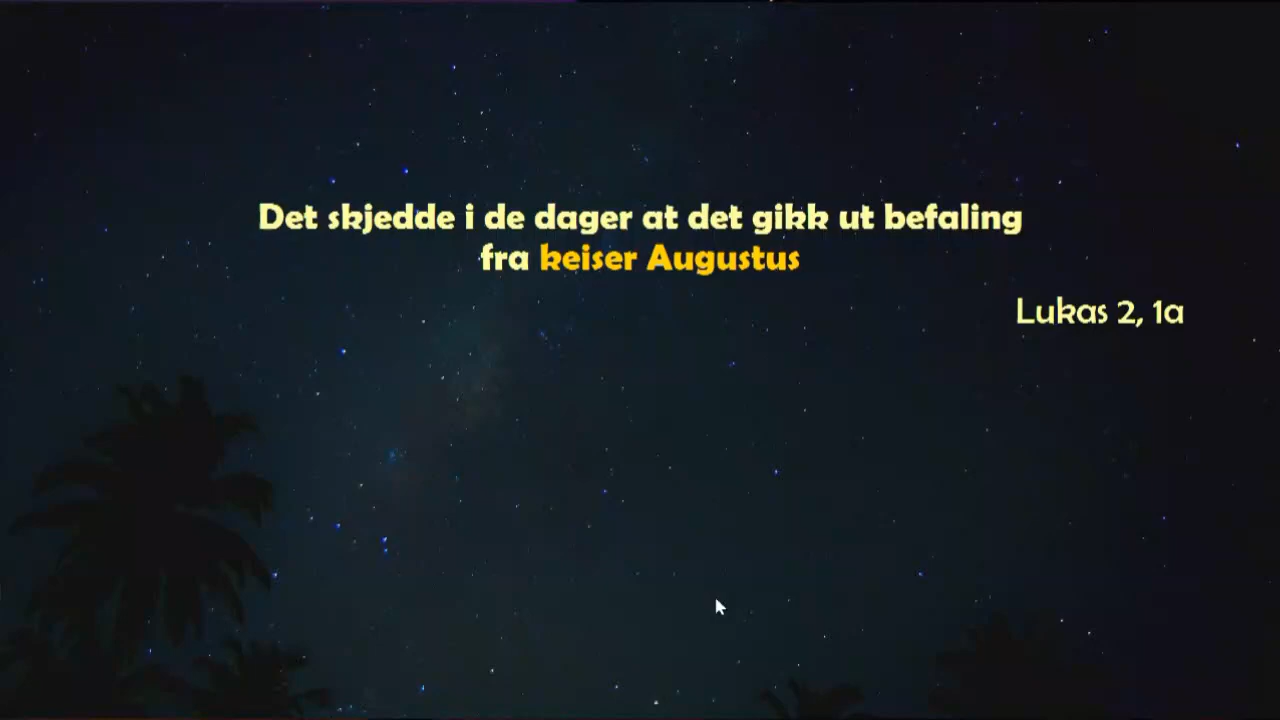 Det skjedde i de dager at det gikk ut befaling
fra keiser Augustus
Lukas 2, 1a